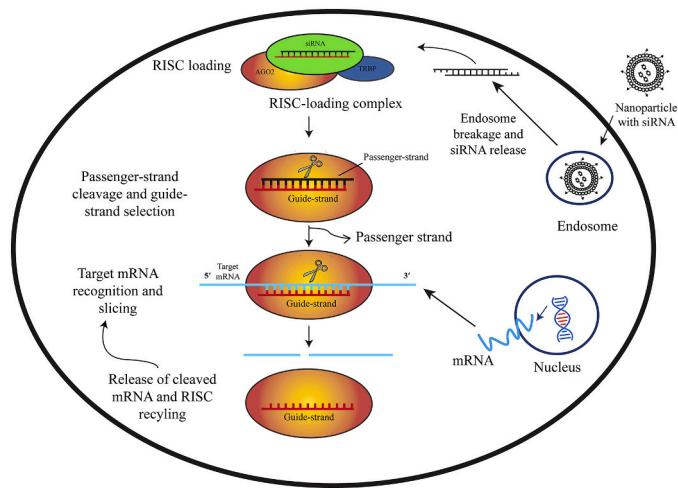 siRNA
RISC loading
AGO2
TRBP
RISC-loading complex
Nanoparticle
with siRNA
Endosome
breakage and
siRNA release
Endosome
Passenger-strand
Passenger-strand
cleavage and guide-
strand selection
Guide-strand
Passenger strand
Target mRNA
recognition and
slicing
5'
Target
mRNA
3'
Guide-strand
mRNA
Nucleus
Release of cleaved
mRNA and RISC
recyling
Guide-strand